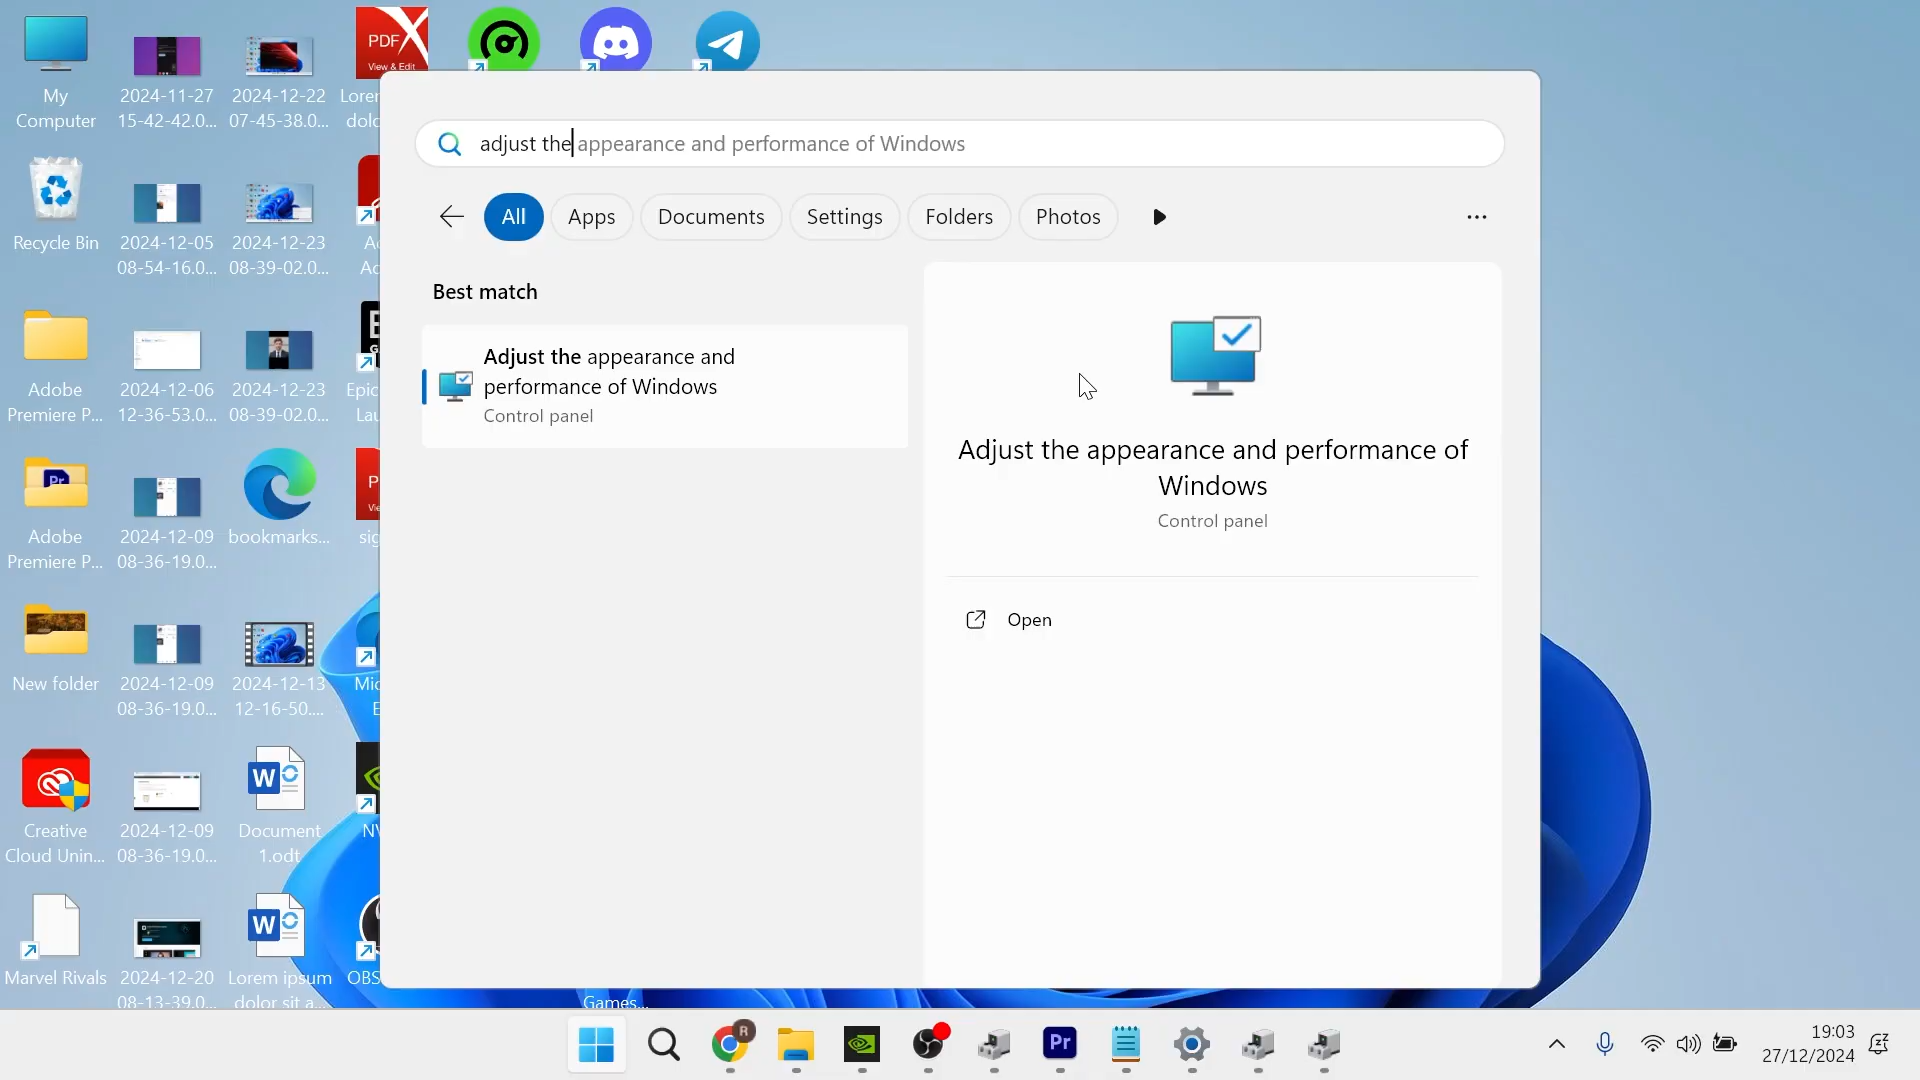 My
Computer
2024-11-27
15-42-42.0...
2024-12-22
07-45-38.0...
PDF
View & Edit
Recycle Bin
2024-12-05
08-54-16.0...
2024-12-23
08-39-02.0...
Adobe
Premiere P...
2024-12-06
12-36-53.0...
2024-12-23
08-39-02.0...
Pr
Adobe
Premiere P...
2024-12-09
08-36-19.0...
bookmarks...
New folder
2024-12-09
08-36-19.0...
2024-12-13
12-16-50....
Creative
Cloud Unin...
2024-12-09
08-36-19.0...
W
Document
1.odt
Marvel Rivals
2024-12-20
08-13-39.0...
W
Lorem ipsum
dolor sit a...
OBS
Games...
adjust the appearance and performance of Windows
All
Apps
Documents
Settings
Folders
Photos
Best match
Adjust the appearance and
performance of Windows
Control panel
Adjust the appearance and performance of
Windows
Control panel
Open
R
Pr
19:03
27/12/2024